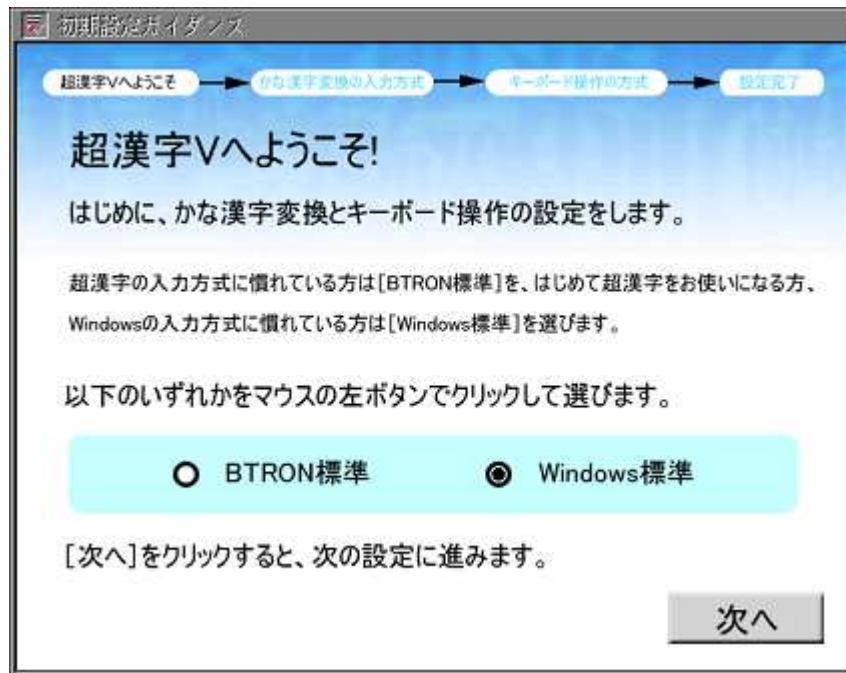 初期設定ガイダンス
超漢字Vへようこそ
かな漢字変換の入力方式
キーボード操作の方式
設定完了
超漢字Vへようこそ!
はじめに、かな漢字変換とキーボード操作の設定をします。
超漢字の入力方式に慣れている方は[BTRON標準]を、はじめて超漢字をお使いになる方、
Windowsの入力方式に慣れている方は[Windows標準]を選びます。
以下のいずれかをマウスの左ボタンでクリックして選びます。
BTRON標準
Windows標準
[次へ]をクリックすると、次の設定に進みます。
次へ